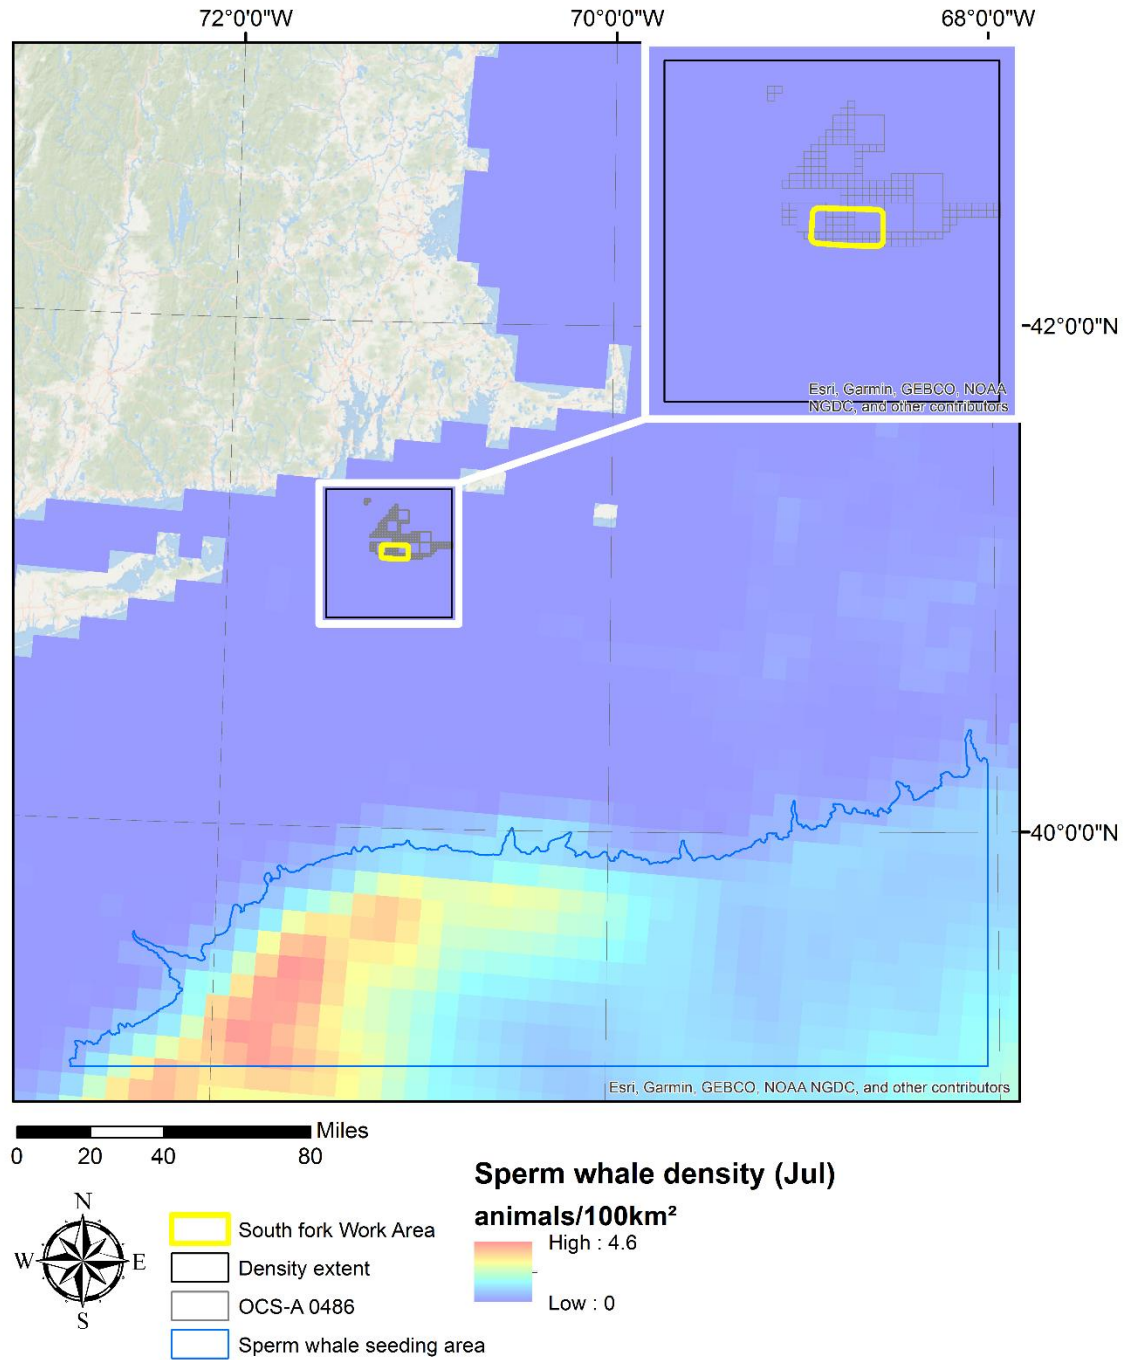 72°0'0"W
70°0'0"W
68°0'0"W
42°0'0"N
Esri, Garmin, GEBCO, NOAA
NGDC, and other contributors
40°0'0"N
Esri, Garmin, GEBCO, NOAA NGDC, and other contributors
Miles
0 20 40 80
Sperm whale density (Jul)
animals/100km²
High : 4.6
Low : 0
N
W E
S
South fork Work Area
Density extent
OCS-A 0486
Sperm whale seeding area